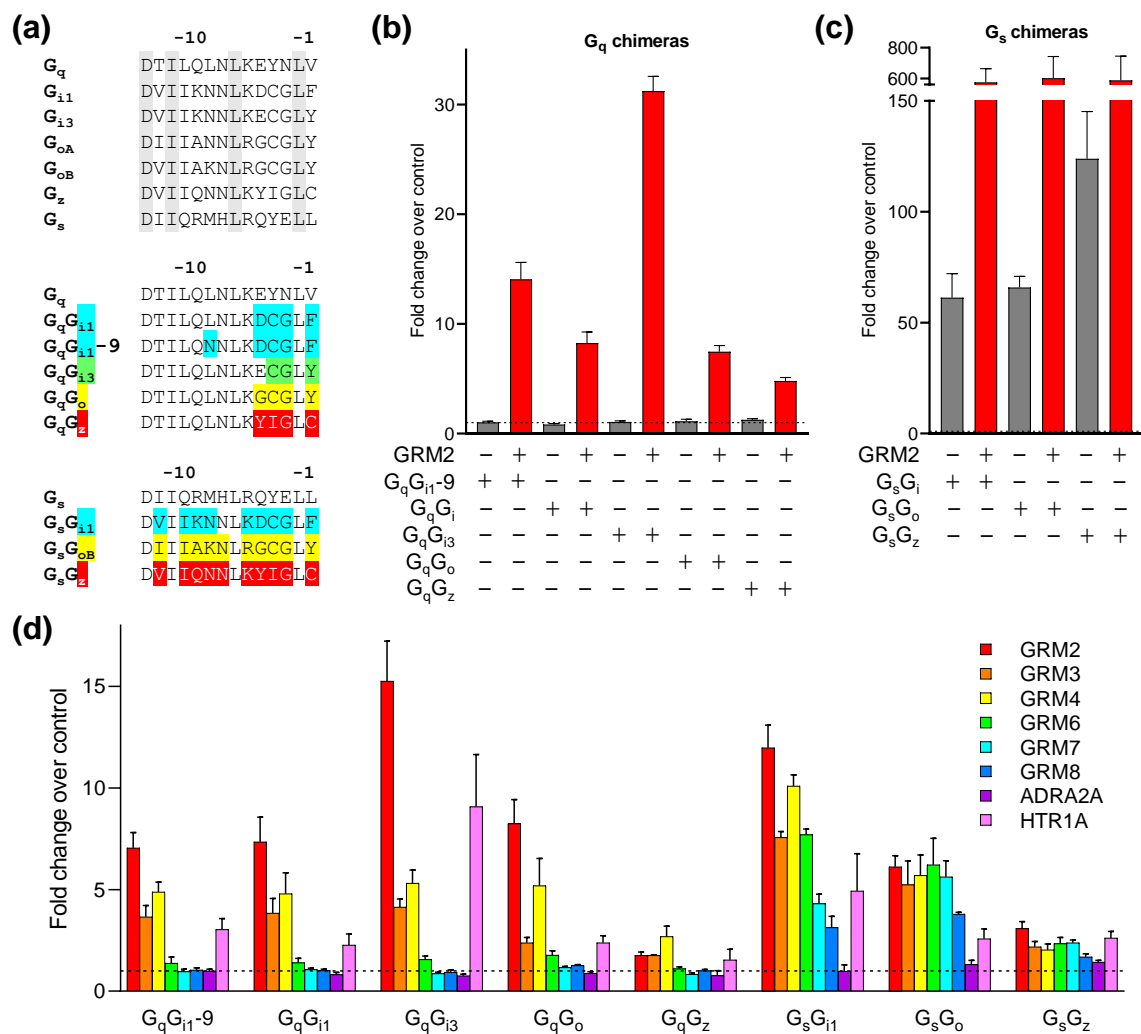 (a)
-10 -1
Gq DTILQLNLKEYNLV
Gi1 DVIIKNNLKDCGLF
Gi3 DVIIKNNLKECGLY
GoA DIIIANNLRGCGLY
GoB DVIIAKNLRGCGLY
Gz DVIIQNNLKYIGLC
Gs DIIQRMHLRQYELL
-10 -1
Gq DTILQLNLKEYNLV
GqGi1 DTILQLNLKDCGLF
GqGi1-9 DTILQNNLKDCGLF
GqGi3 DTILQLNLKECGLY
GqGo DTILQLNLKGCGLY
GqGz DTILQLNLKYIGLC
-10 -1
Gs DIIQRMHLRQYELL
GsGi1 DVIIKNNLKDCGLF
GsGoB DIIIAKNLRGCGLY
GsGz DVIIQNNLKYIGLC
(b)
Gq chimeras
Fold change over control
30
20
10
0
GRM2 − + − + − + − + − +
GqGi1-9 + + − − − − − − − −
GqGi − − + + − − − − − −
GqGi3 − − − − + + − − − −
GqGo − − − − − − + + − −
GqGz − − − − − − − − + +
(c)
Gs chimeras
Fold change over control
800
600
150
100
50
0
GRM2 − + − + − +
GsGi + + − − − −
GsGo − − + + − −
GsGz − − − − + +
(d)
Fold change over control
15
10
5
0
GRM2
GRM3
GRM4
GRM6
GRM7
GRM8
ADRA2A
HTR1A
GqGi1-9 GqGi1 GqGi3 GqGo GqGz GsGi1 GsGo GsGz